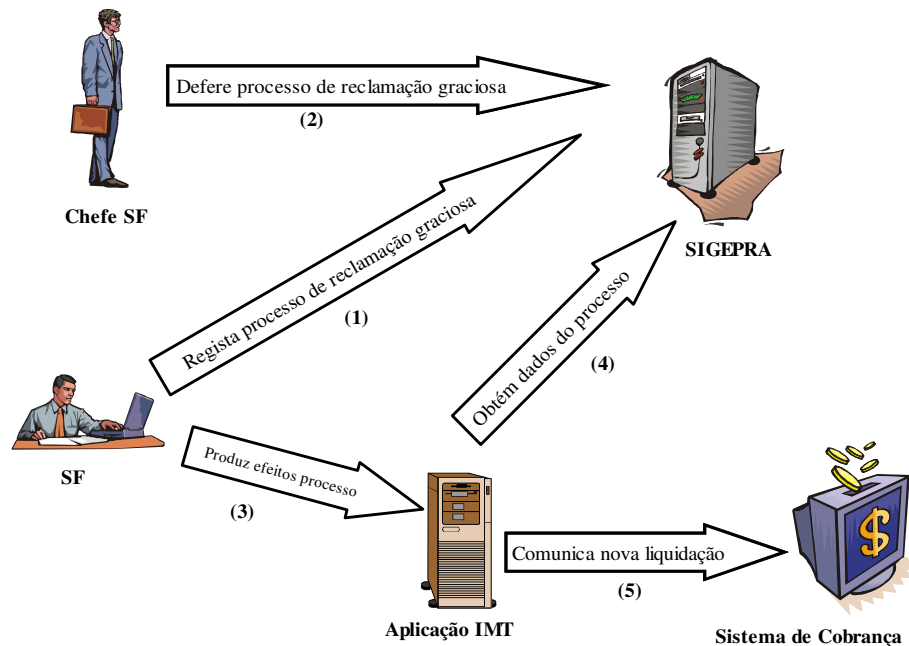 Defere processo de reclamação graciosa
(2)
Chefe SF
SIGEPRA
Regista processo de reclamação graciosa
(1)
Obtém dados do processo
(4)
SF
Produz efeitos processo
(3)
Comunica nova liquidação
(5)
$
Aplicação IMT
Sistema de Cobrança